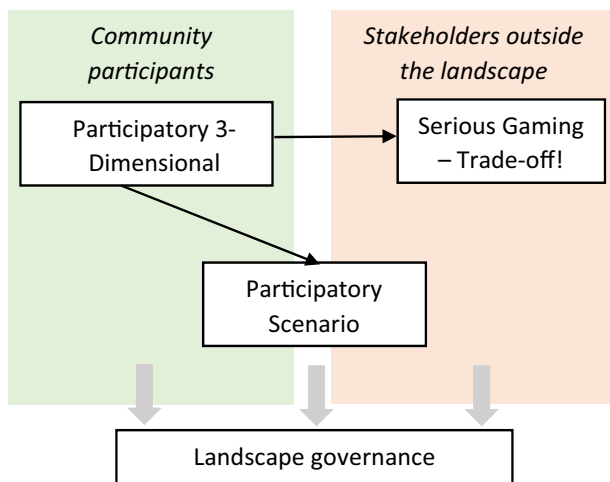 Community
participants
Stakeholders outside
the landscape
Participatory 3-
Dimensional
Serious Gaming
– Trade-off!
Participatory
Scenario
Landscape governance